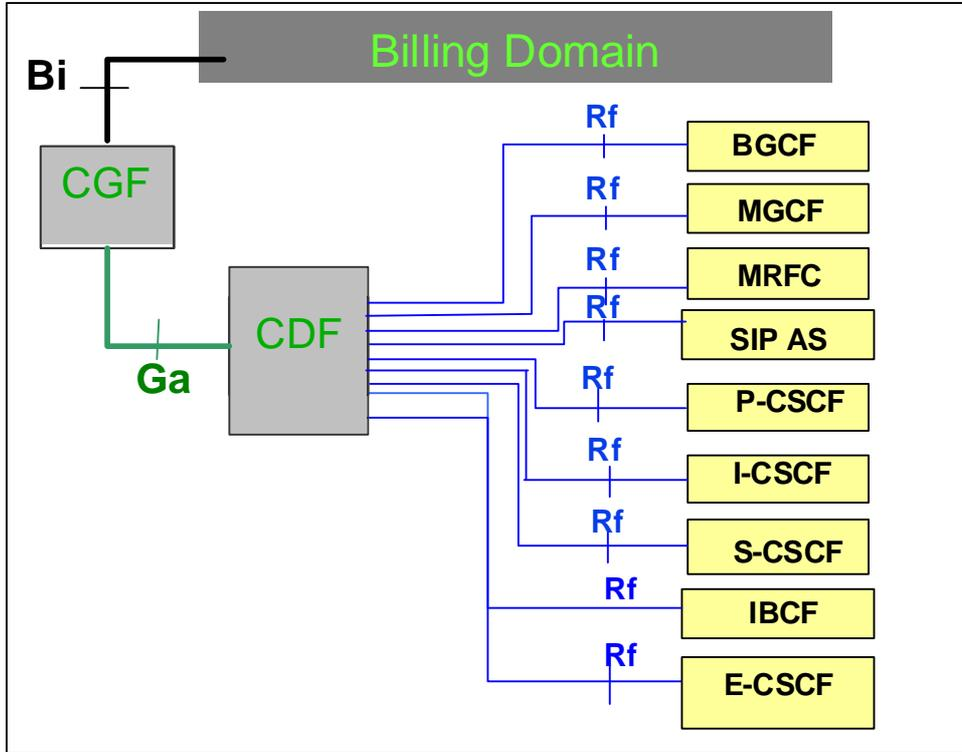 Billing Domain
Bi
CGF
Ga
CDF
Rf
BGCF
Rf
MGCF
Rf
MRFC
Rf
SIP AS
Rf
P-CSCF
Rf
I-CSCF
Rf
S-CSCF
Rf
IBCF
Rf
E-CSCF